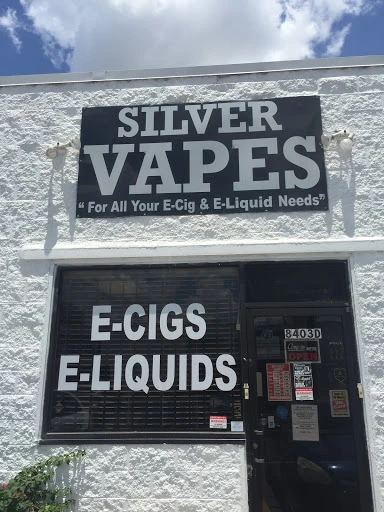 SILVER
VAPES
" For All Your E-Cig & E-Liquid Needs"
E-CIGS
E-LIQUIDS
8403D
OPEN